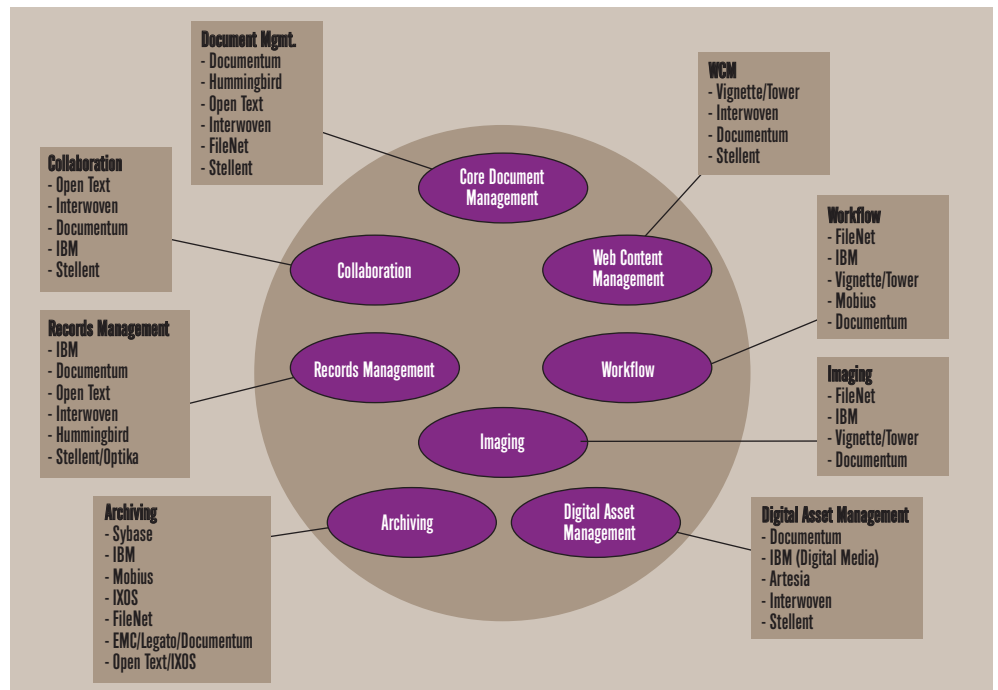 Document Mgmt.
- Documentum
- Hummingbird
- Open Text
- Interwoven
- FileNet
- Stellent
WCM
- Vignette/Tower
- Interwoven
- Documentum
- Stellent
Collaboration
- Open Text
- Interwoven
- Documentum
- IBM
- Stellent
Core Document
Management
Collaboration
Web Content
Management
Workflow
- FileNet
- IBM
- Vignette/Tower
- Mobius
- Documentum
Records Management
- IBM
- Documentum
- Open Text
- Interwoven
- Hummingbird
- Stellent/Optika
Records Management
Workflow
Imaging
Imaging
- FileNet
- IBM
- Vignette/Tower
- Documentum
Archiving
- Sybase
- IBM
- Mobius
- IXOS
- FileNet
- EMC/Legato/Documentum
- Open Text/IXOS
Archiving
Digital Asset
Management
Digital Asset Management
- Documentum
- IBM (Digital Media)
- Artesia
- Interwoven
- Stellent